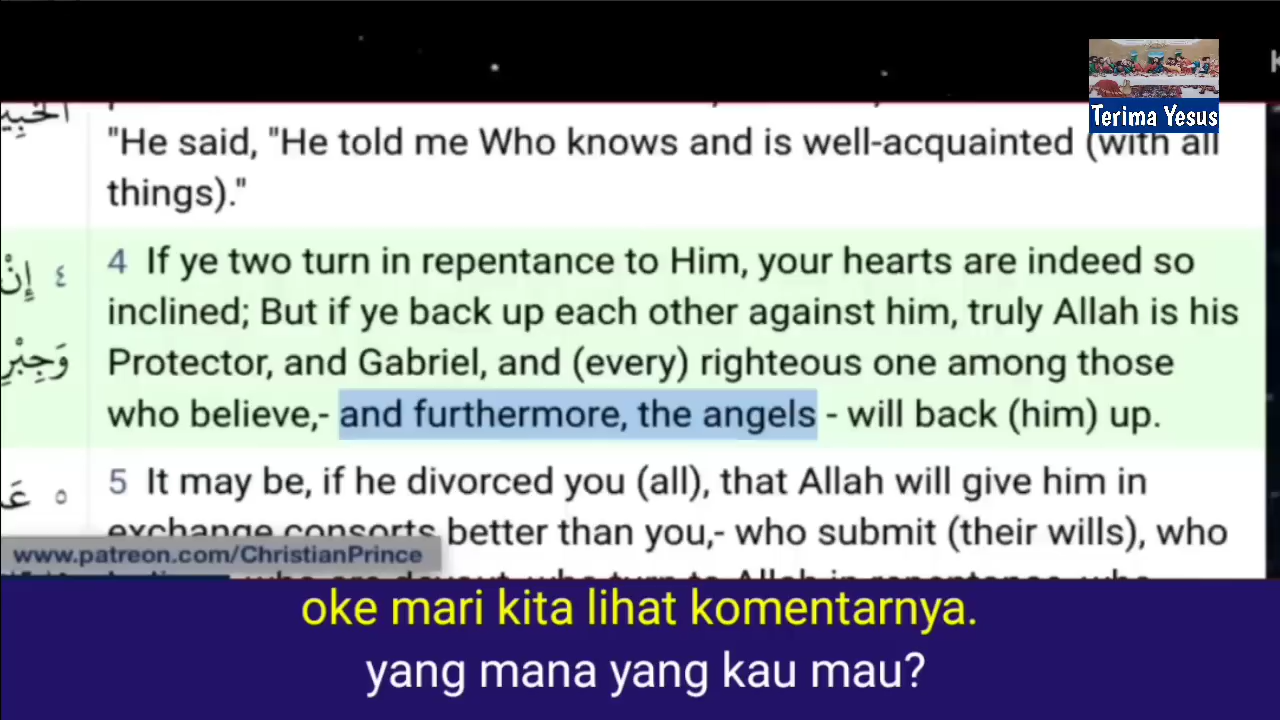 Terima Yesus
"He said, "He told me Who knows and is well-acquainted (with all
things)."
4 If ye two turn in repentance to Him, your hearts are indeed so
inclined; But if ye back up each other against him, truly Allah is his
Protector, and Gabriel, and (every) righteous one among those
who believe,- and furthermore, the angels - will back (him) up.
٤ إِنْ
وَجِبْرِ
5 It may be, if he divorced you (all), that Allah will give him in
exchange consorts better than you,- who submit (their wills), who
٥ عَ
www.patreon.com/ChristianPrince
oke mari kita lihat komentarnya.
yang mana yang kau mau?